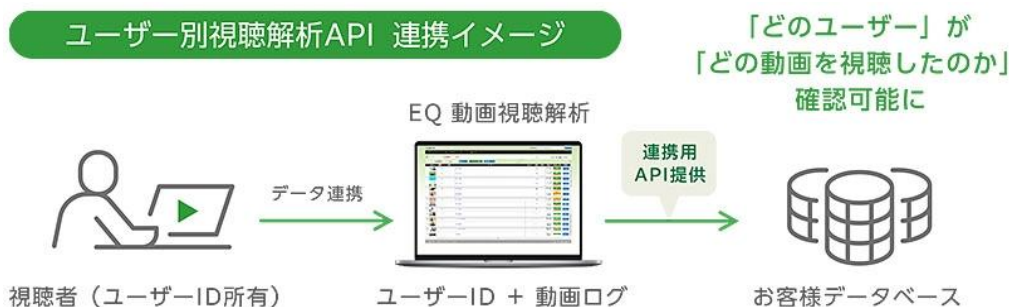 ユーザー別視聴解析API 連携イメージ
「どのユーザー」が
「どの動画を視聴したのか」
確認可能に
EQ 動画視聴解析
連携用
API提供
データ連携
視聴者（ユーザーID所有）
ユーザーID ＋ 動画ログ
お客様データベース